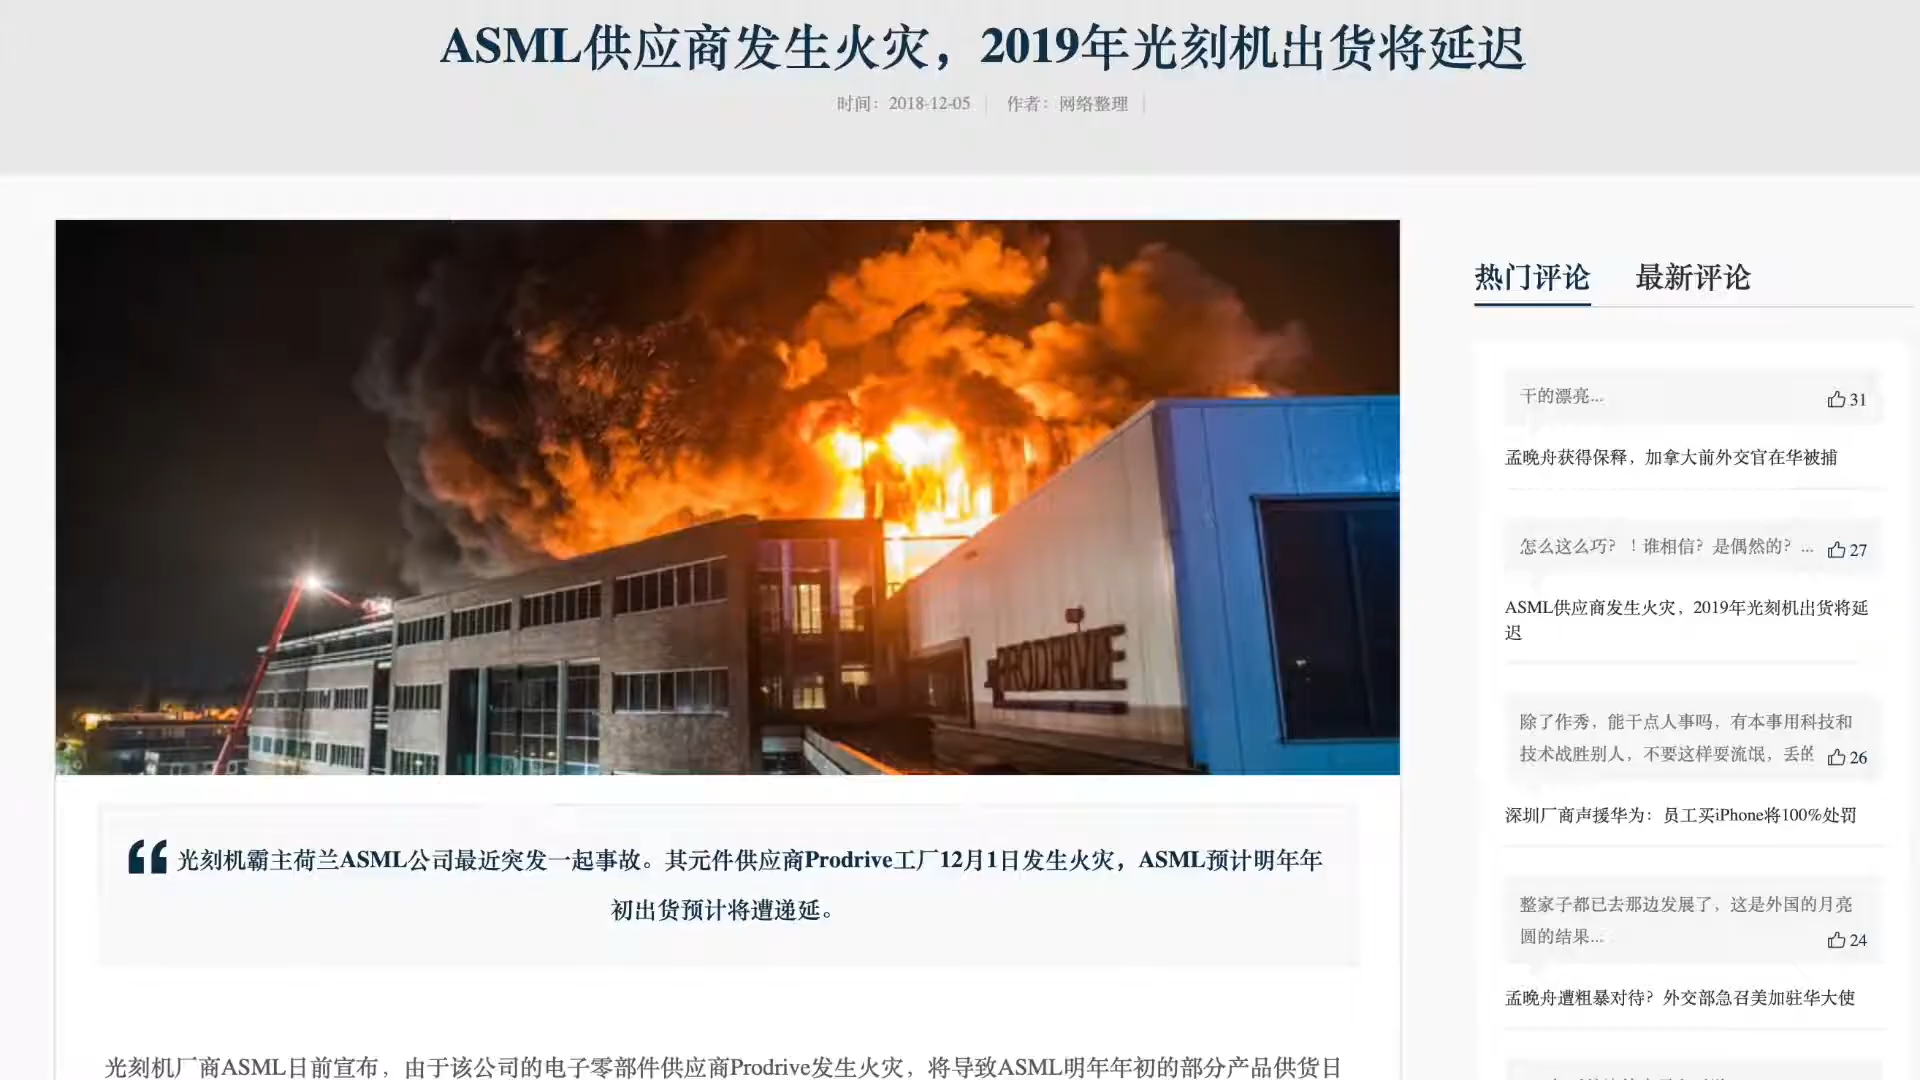 ASML供应商发生火灾，2019年光刻机出货将延迟
时间：2018-12-05
作者：网络整理
PRODRIVE
光刻机霸主荷兰ASML公司最近突发一起事故。其元件供应商Prodrive工厂12月1日发生火灾，ASML预计明年年
初出货预计将遭递延。
光刻机厂商ASML日前宣布，由于该公司的电子零部件供应商Prodrive发生火灾，将导致ASML明年年初的部分产品供货日
热门评论
最新评论
干的漂亮...
31
孟晚舟获得保释，加拿大前外交官在华被捕
怎么这么巧？！谁相信？是偶然的？...
27
ASML供应商发生火灾，2019年光刻机出货将延
迟
除了作秀，能干点人事吗，有本事用科技和
技术战胜别人，不要这样耍流氓，丢的
26
深圳厂商声援华为：员工买iPhone将100%处罚
整家子都已去那边发展了，这是外国的月亮
圆的结果...
24
孟晚舟遭粗暴对待？外交部急召美加驻华大使